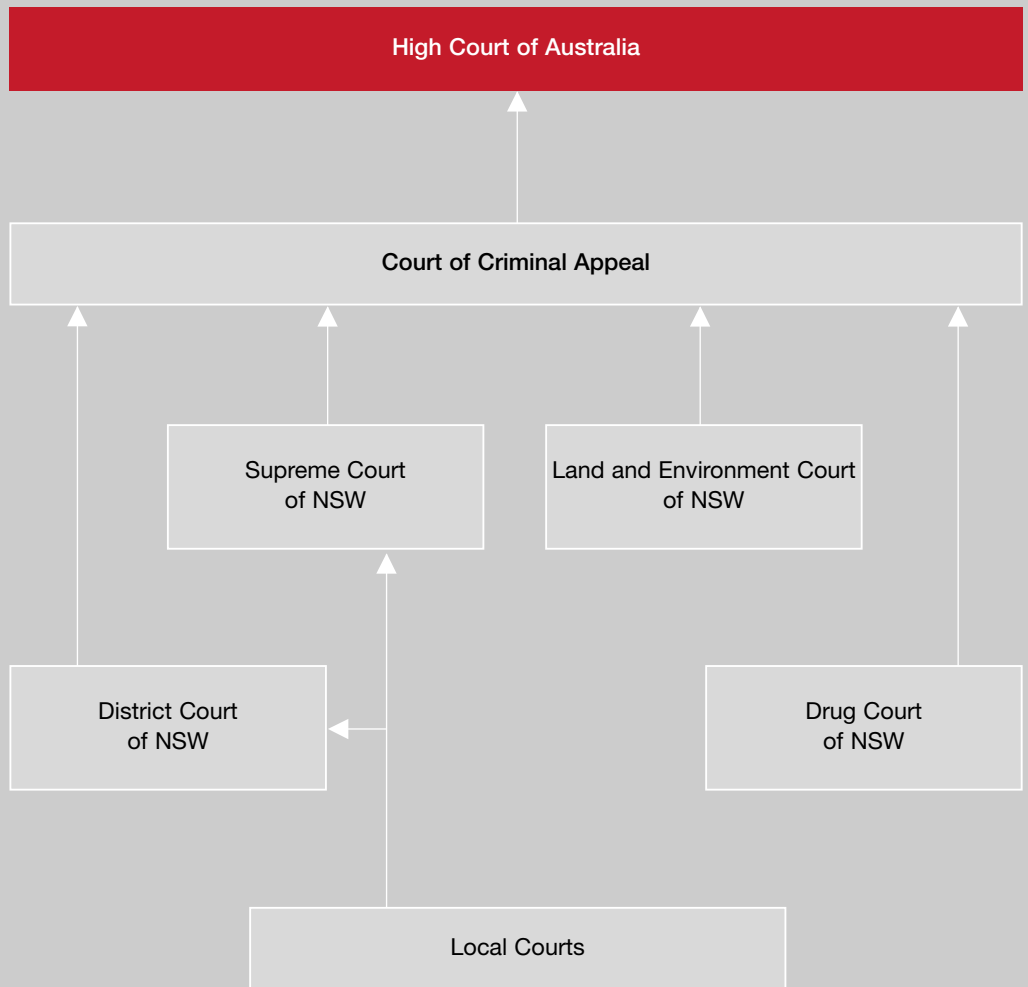 High Court of Australia
Court of Criminal Appeal
Supreme Court
of NSW
Land and Environment Court
of NSW
District Court
of NSW
Drug Court
of NSW
Local Courts